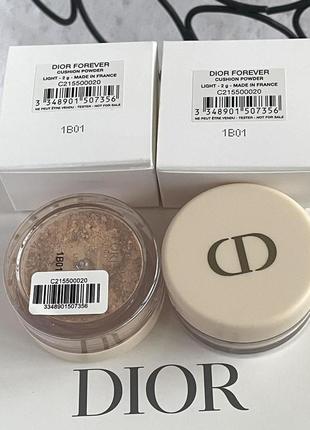 DIOR FOREVER
CUSHION POWDER
LIGHT - 2 g - MADE IN FRANCE
C215500020
3 348901 507356
NE PEUT ÊTRE VENDU - TESTER - NOT FOR SALE
1B01
DIOR FOREVER
CUSHION POWDER
LIGHT - 2 g - MADE IN FRANCE
C215500020
3 348901 507356
NE PEUT ÊTRE VENDU - TESTER - NOT FOR SALE
1B01
1B01
C215500020
3348901507356
CD
DIOR